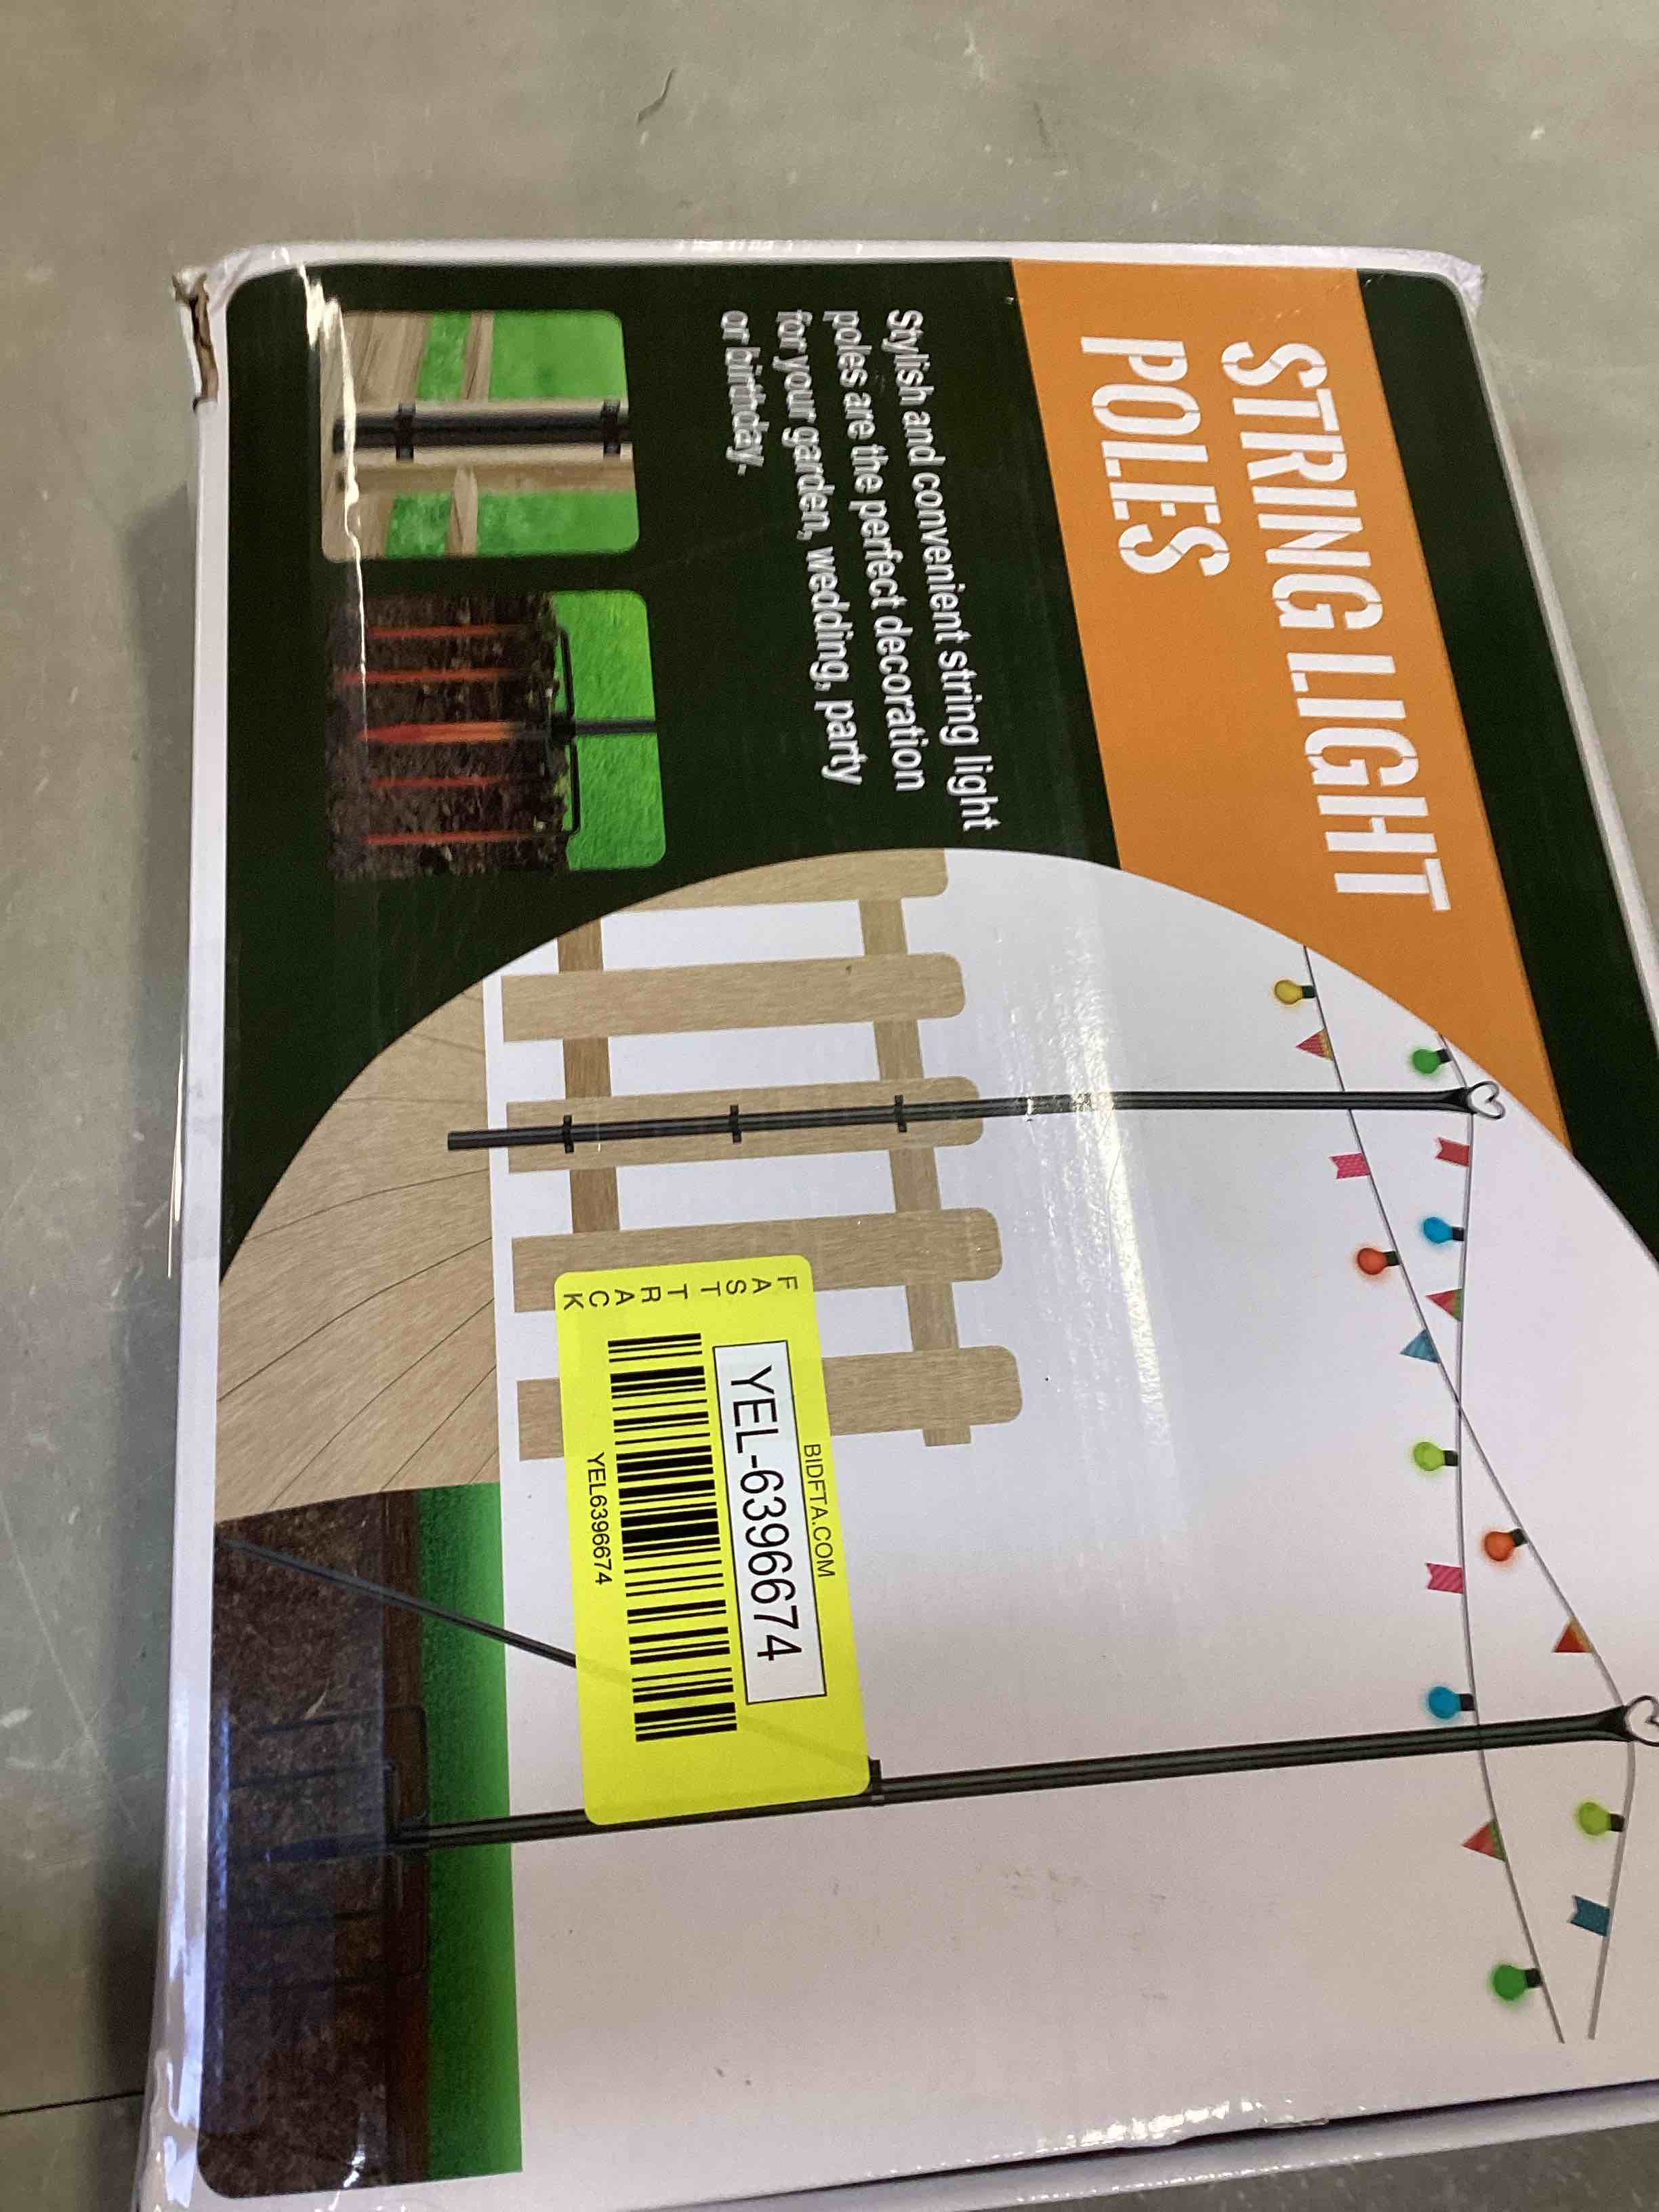 STRING LIGHT
POLES
Stylish and convenient string light
poles are the perfect decoration
for your garden, wedding, party
or birthday.
BIDFTA.COM
YEL-6396674
YEL6396674
FAST TRACK